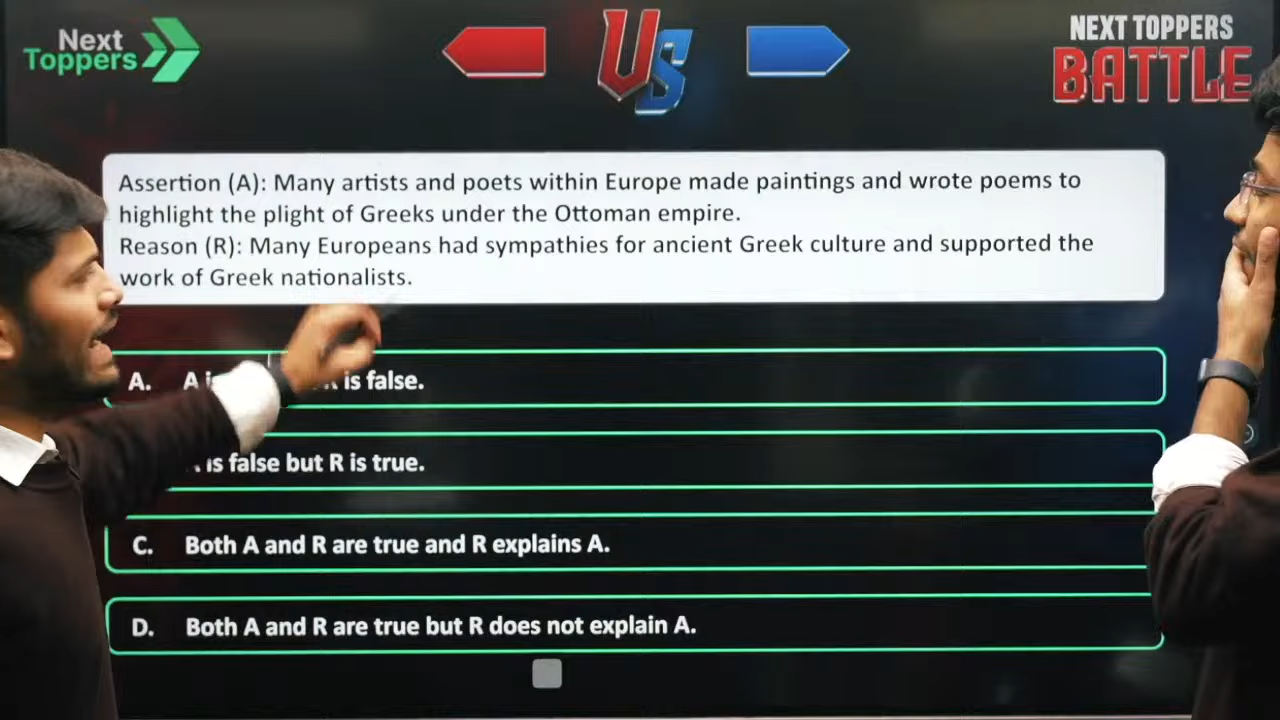 Next
Toppers
VS
NEXT TOPPERS
BATTLE
Assertion (A): Many artists and poets within Europe made paintings and wrote poems to
highlight the plight of Greeks under the Ottoman empire.
Reason (R): Many Europeans had sympathies for ancient Greek culture and supported the
work of Greek nationalists.
A. A is false.
is false but R is true.
C. Both A and R are true and R explains A.
D. Both A and R are true but R does not explain A.